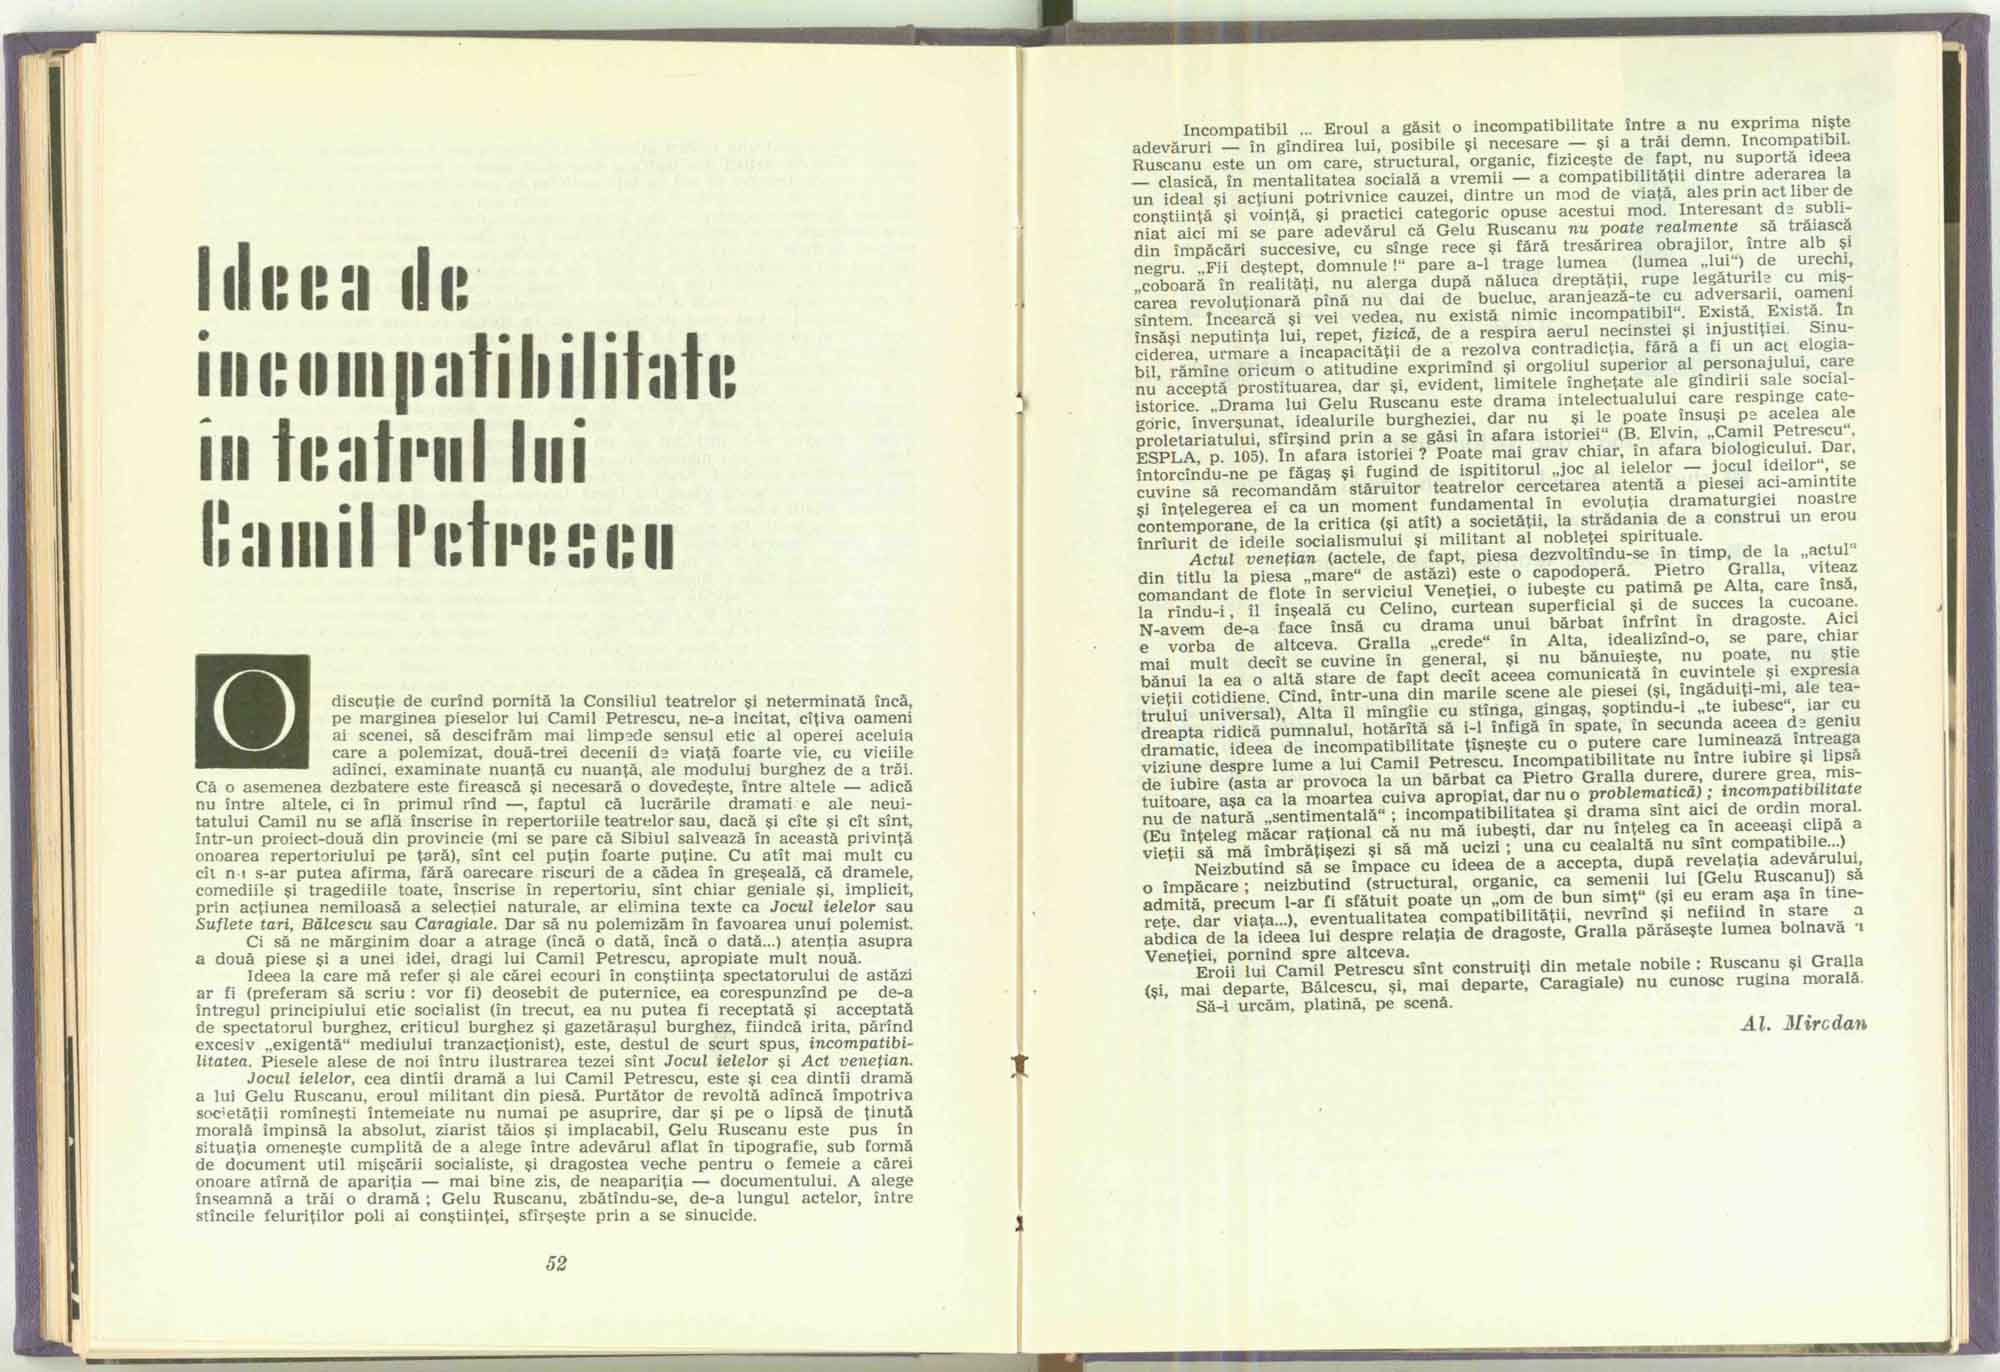 Ideea de
incompatibilitate
în teatrul lui
Camil Petrescu
O
discuție de curînd pornită la Consiliul teatrelor și neterminată încă,
pe marginea pieselor lui Camil Petrescu, ne-a incitat, cîțiva oameni
ai scenei, să descifrăm mai limpede sensul etic al operei aceluia
care a polemizat, două-trei decenii de viață foarte vie, cu viciile
adînci, examinate nuanță cu nuanță, ale modului burghez de a trăi.
Că o asemenea dezbatere este firească și necesară o dovedește, între altele — adică
nu între altele, ci în primul rînd —, faptul că lucrările dramati e ale neui-
tatului Camil nu se află înscrise în repertoriile teatrelor sau, dacă și cîte și cît sînt,
într-un proiect-două din provincie (mi se pare că Sibiul salvează în această privință
onoarea repertoriului pe țară), sînt cel puțin foarte puține. Cu atît mai mult cu
cît nu s-ar putea afirma, fără oarecare riscuri de a cădea în greșeală, că dramele,
comediile și tragediile toate, înscrise în repertoriu, sînt chiar geniale și, implicit,
prin acțiunea nemiloasă a selecției naturale, ar elimina texte ca Jocul ielelor sau
Suflete tari, Bălcescu sau Caragiale. Dar să nu polemizăm în favoarea unui polemist.
Ci să ne mărginim doar a atrage (încă o dată, încă o dată...) atenția asupra
a două piese și a unei idei, dragi lui Camil Petrescu, apropiate mult nouă.
Ideea la care mă refer și ale cărei ecouri în conștiința spectatorului de astăzi
ar fi (preferam să scriu : vor fi) deosebit de puternice, ea corespunzînd pe de-a
întregul principiului etic socialist (în trecut, ea nu putea fi receptată și acceptată
de spectatorul burghez, criticul burghez și gazetărașul burghez, fiindcă irita, părînd
excesiv „exigentă“ mediului tranzacționist), este, destul de scurt spus, incompatibi-
litatea. Piesele alese de noi întru ilustrarea tezei sînt Jocul ielelor și Act venețian.
Jocul ielelor, cea dintîi dramă a lui Camil Petrescu, este și cea dintîi dramă
a lui Gelu Ruscanu, eroul militant din piesă. Purtător de revoltă adîncă împotriva
societății romînești întemeiate nu numai pe asuprire, dar și pe o lipsă de ținută
morală împinsă la absolut, ziarist tăios și implacabil, Gelu Ruscanu este pus în
situația omenește cumplită de a alege între adevărul aflat în tipografie, sub formă
de document util mișcării socialiste, și dragostea veche pentru o femeie a cărei
onoare atîrnă de apariția — mai bine zis, de neapariția — documentului. A alege
înseamnă a trăi o dramă ; Gelu Ruscanu, zbătîndu-se, de-a lungul actelor, între
stîncile feluriților poli ai conștiinței, sfîrșește prin a se sinucide.
52
Incompatibil ... Eroul a găsit o incompatibilitate între a nu exprima niște
adevăruri — în gîndirea lui, posibile și necesare — și a trăi demn. Incompatibil.
Ruscanu este un om care, structural, organic, fizicește de fapt, nu suportă ideea
— clasică, în mentalitatea socială a vremii — a compatibilității dintre aderarea la
un ideal și acțiuni potrivnice cauzei, dintre un mod de viață, ales prin act liber de
conștiință și voință, și practici categoric opuse acestui mod. Interesant de subli-
niat aici mi se pare adevărul că Gelu Ruscanu nu poate realmente să trăiască
din împăcări succesive, cu sînge rece și fără tresărirea obrajilor, între alb și
negru. „Fii deștept, domnule !“ pare a-l trage lumea (lumea „lui“) de urechi,
„coboară în realități, nu alerga după năluca dreptății, rupe legăturile cu miș-
carea revoluționară pînă nu dai de bucluc, aranjează-te cu adversarii, oameni
sîntem. Încearcă și vei vedea, nu există nimic incompatibil“. Există. Există. În
însăși neputința lui, repet, fizică, de a respira aerul necinstei și injustiției. Sinu-
ciderea, urmare a incapacității de a rezolva contradicția, fără a fi un act elogia-
bil, rămîne oricum o atitudine exprimînd și orgoliul superior al personajului, care
nu acceptă prostituarea, dar și, evident, limitele înghețate ale gîndirii sale social-
istorice. „Drama lui Gelu Ruscanu este drama intelectualului care respinge cate-
goric, înverșunat, idealurile burgheziei, dar nu și le poate însuși pe acelea ale
proletariatului, sfîrșind prin a se găsi în afara istoriei“ (B. Elvin, „Camil Petrescu“,
ESPLA, p. 105). În afara istoriei ? Poate mai grav chiar, în afara biologicului. Dar,
întorcîndu-ne pe făgaș și fugind de ispititorul „joc al ielelor — jocul ideilor“, se
cuvine să recomandăm stăruitor teatrelor cercetarea atentă a piesei aci-amintite
și înțelegerea ei ca un moment fundamental în evoluția dramaturgiei noastre
contemporane, de la critica (și atît) a societății, la strădania de a construi un erou
înrîurit de ideile socialismului și militant al nobleței spirituale.
Actul venețian (actele, de fapt, piesa dezvoltîndu-se în timp, de la „actul“
din titlu la piesa „mare“ de astăzi) este o capodoperă. Pietro Gralla, viteaz
comandant de flote în serviciul Veneției, o iubește cu patimă pe Alta, care însă,
la rîndu-i, îl înșeală cu Celino, curtean superficial și de succes la cucoane.
N-avem de-a face însă cu drama unui bărbat înfrînt în dragoste. Aici
e vorba de altceva. Gralla „crede“ în Alta, idealizînd-o, se pare, chiar
mai mult decît se cuvine în general, și nu bănuiește, nu poate, nu știe
bănui la ea o altă stare de fapt decît aceea comunicată în cuvintele și expresia
vieții cotidiene. Cînd, într-una din marile scene ale piesei (și, îngăduiți-mi, ale tea-
trului universal), Alta îl mîngîie cu stînga, gingaș, șoptindu-i „te iubesc“, iar cu
dreapta ridică pumnalul, hotărîtă să i-l înfigă în spate, în secunda aceea de geniu
dramatic, ideea de incompatibilitate țîșnește cu o putere care luminează întreaga
viziune despre lume a lui Camil Petrescu. Incompatibilitate nu între iubire și lipsă
de iubire (asta ar provoca la un bărbat ca Pietro Gralla durere, durere grea, mis-
tuitoare, așa ca la moartea cuiva apropiat, dar nu o problematică) ; incompatibilitate
nu de natură „sentimentală“ ; incompatibilitatea și drama sînt aici de ordin moral.
(Eu înțeleg măcar rațional că nu mă iubești, dar nu înțeleg ca în aceeași clipă a
vieții să mă îmbrățișezi și să mă ucizi ; una cu cealaltă nu sînt compatibile...)
Neizbutind să se împace cu ideea de a accepta, după revelația adevărului,
o împăcare ; neizbutind (structural, organic, ca semenii lui [Gelu Ruscanu]) să
admită, precum l-ar fi sfătuit poate un „om de bun simț“ (și eu eram așa în tine-
rețe, dar viața...), eventualitatea compatibilității, nevrînd și nefiind în stare a
abdica de la ideea lui despre relația de dragoste, Gralla părăsește lumea bolnavă a
Veneției, pornind spre altceva.
Eroii lui Camil Petrescu sînt construiți din metale nobile : Ruscanu și Gralla
(și, mai departe, Bălcescu, și, mai departe, Caragiale) nu cunosc rugina morală.
Să-i urcăm, platină, pe scenă.
Al. Mirodan